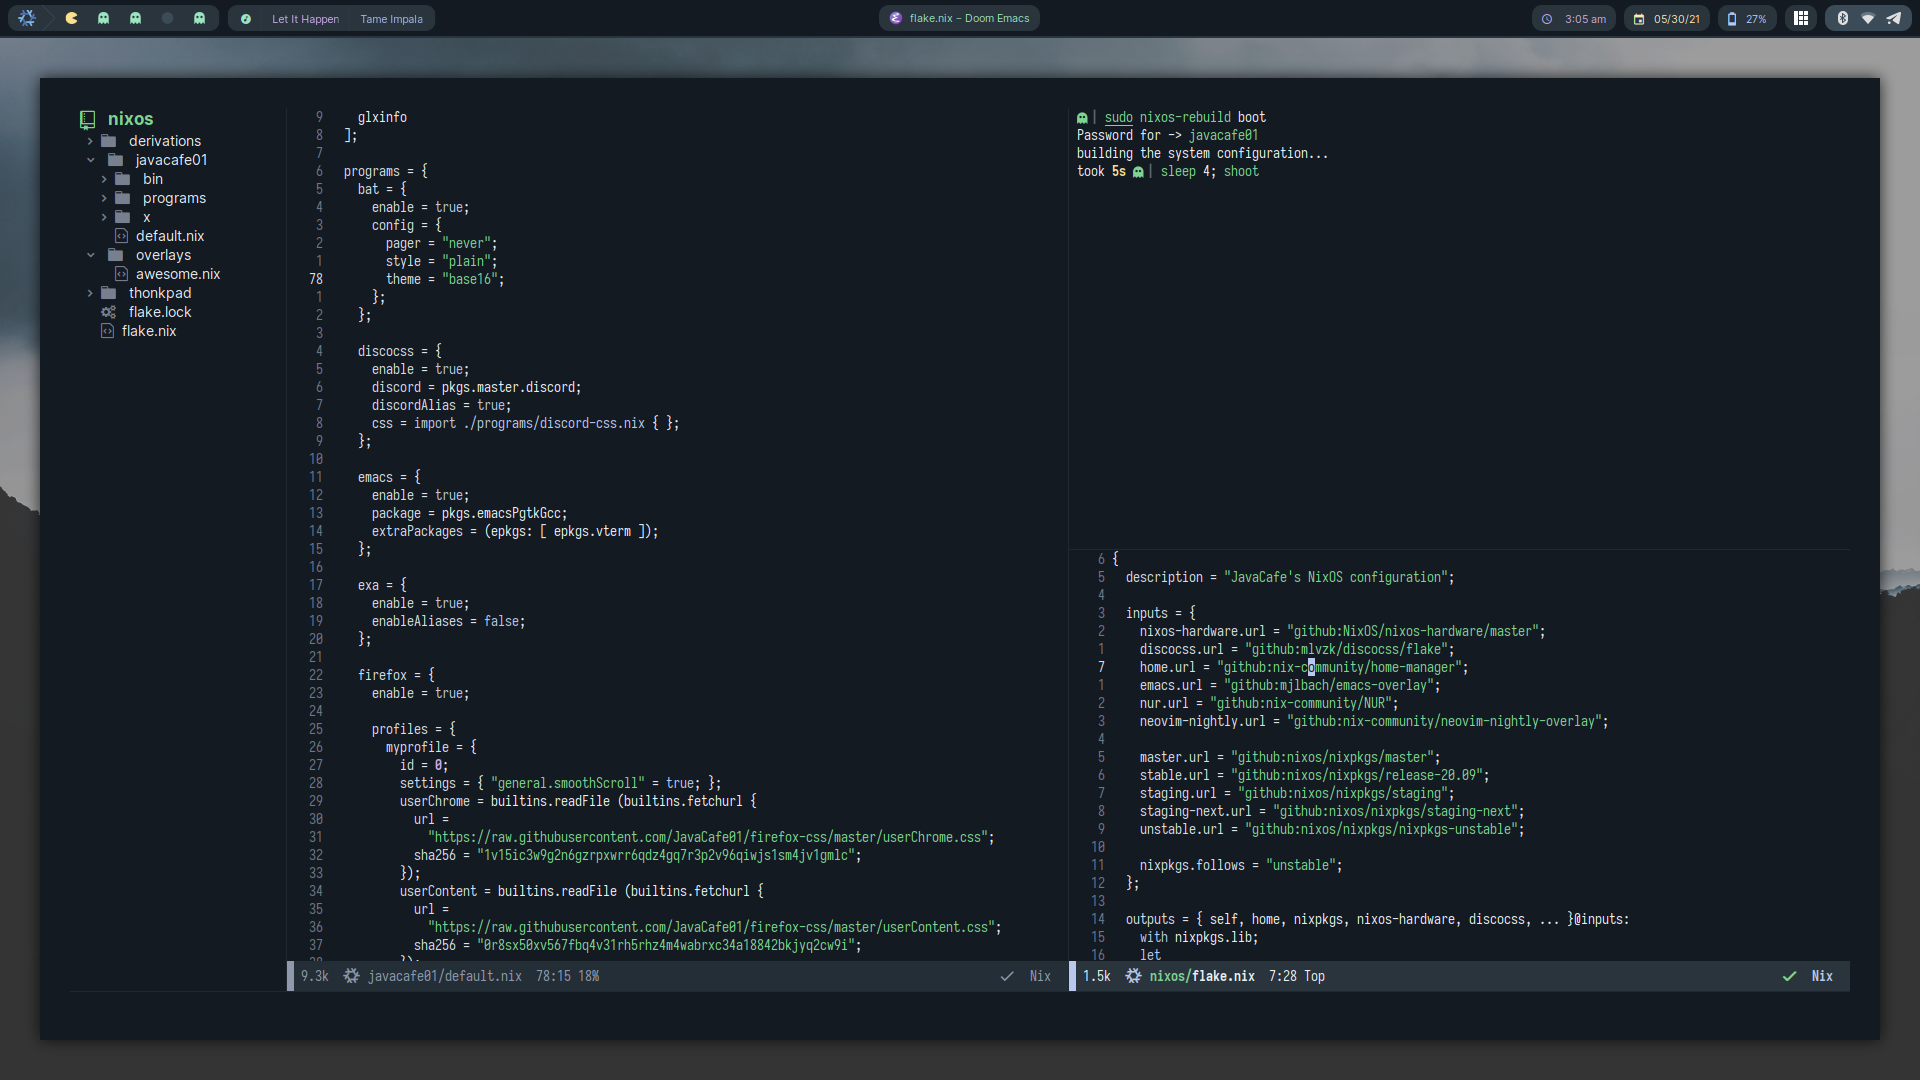 Let It Happen Tame Impala
flake.nix – Doom Emacs
3:05 am 05/30/21 27%
nixos
derivations
javacafe01
bin
programs
x
default.nix
overlays
awesome.nix
thonkpad
flake.lock
flake.nix
9 glxinfo
8 ];
7
6 programs = {
5 bat = {
4 enable = true;
3 config = {
2 pager = "never";
1 style = "plain";
78 theme = "base16";
1 };
2 };
3
4 discocss = {
5 enable = true;
6 discord = pkgs.master.discord;
7 discordAlias = true;
8 css = import ./programs/discord-css.nix { };
9 };
10
11 emacs = {
12 enable = true;
13 package = pkgs.emacsPgtkGcc;
14 extraPackages = (epkgs: [ epkgs.vterm ]);
15 };
16
17 exa = {
18 enable = true;
19 enableAliases = false;
20 };
21
22 firefox = {
23 enable = true;
24
25 profiles = {
26 myprofile = {
27 id = 0;
28 settings = { "general.smoothScroll" = true; };
29 userChrome = builtins.readFile (builtins.fetchurl {
30 url =
31 "https://raw.githubusercontent.com/JavaCafe01/firefox-css/master/userChrome.css";
32 sha256 = "1v15ic3w9g2n6gzrpxwrr6qdz4gq7r3p2v96qiwjs1sm4jv1gmlc";
33 });
34 userContent = builtins.readFile (builtins.fetchurl {
35 url =
36 "https://raw.githubusercontent.com/JavaCafe01/firefox-css/master/userContent.css";
37 sha256 = "0r8sx50xv567fbq4v31rh5rhz4m4wabrxc34a18842bkjyq2cw9i";
9.3k javacafe01/default.nix 78:15 18% Nix
| sudo nixos-rebuild boot
Password for -> javacafe01
building the system configuration...
took 5s | sleep 4; shoot
6 {
5 description = "JavaCafe's NixOS configuration";
4
3 inputs = {
2 nixos-hardware.url = "github:NixOS/nixos-hardware/master";
1 discocss.url = "github:mlvzk/discocss/flake";
7 home.url = "github:nix-community/home-manager";
1 emacs.url = "github:mjlbach/emacs-overlay";
2 nur.url = "github:nix-community/NUR";
3 neovim-nightly.url = "github:nix-community/neovim-nightly-overlay";
4
5 master.url = "github:nixos/nixpkgs/master";
6 stable.url = "github:nixos/nixpkgs/release-20.09";
7 staging.url = "github:nixos/nixpkgs/staging";
8 staging-next.url = "github:nixos/nixpkgs/staging-next";
9 unstable.url = "github:nixos/nixpkgs/nixpkgs-unstable";
10
11 nixpkgs.follows = "unstable";
12 };
13
14 outputs = { self, home, nixpkgs, nixos-hardware, discocss, ... }@inputs:
15 with nixpkgs.lib;
16 let
1.5k nixos/flake.nix 7:28 Top Nix